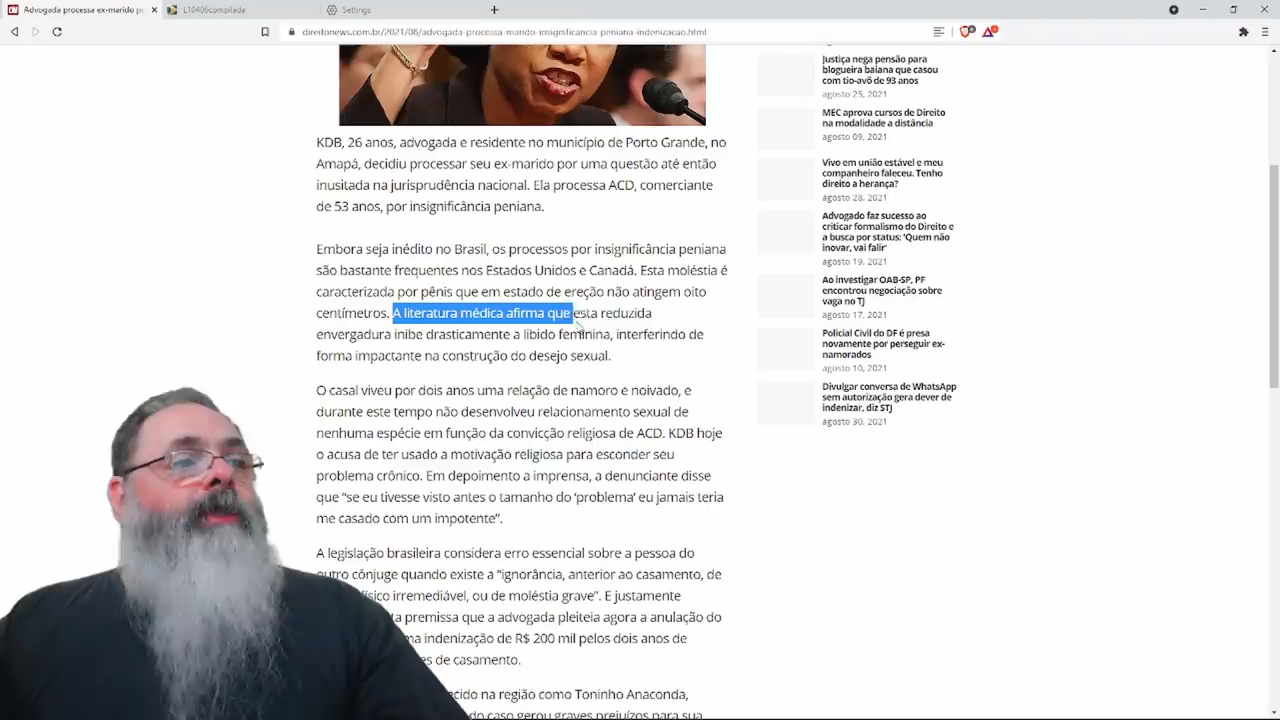 Advogada processa ex-marido po
L10406compilada
Settings
direitonews.com.br/2021/08/advogada-processa-marido-insignificancia-peniana-indenizacao.html
KDB, 26 anos, advogada e residente no município de Porto Grande, no
Amapá, decidiu processar seu ex-marido por uma questão até então
inusitada na jurisprudência nacional. Ela processa ACD, comerciante
de 53 anos, por insignificância peniana.
Embora seja inédito no Brasil, os processos por insignificância peniana
são bastante frequentes nos Estados Unidos e Canadá. Esta moléstia é
caracterizada por pênis que em estado de ereção não atingem oito
centímetros. A literatura médica afirma que esta reduzida
envergadura inibe drasticamente a libido feminina, interferindo de
forma impactante na construção do desejo sexual.
O casal viveu por dois anos uma relação de namoro e noivado, e
durante este tempo não desenvolveu relacionamento sexual de
nenhuma espécie em função da convicção religiosa de ACD. KDB hoje
o acusa de ter usado a motivação religiosa para esconder seu
problema crônico. Em depoimento a imprensa, a denunciante disse
que “se eu tivesse visto antes o tamanho do ‘problema’ eu jamais teria
me casado com um impotente”.
A legislação brasileira considera erro essencial sobre a pessoa do
outro cônjuge quando existe a “ignorância, anterior ao casamento, de
físico irremediável, ou de moléstia grave”. E justamente
ta premissa que a advogada pleiteia agora a anulação do
ma indenização de R$ 200 mil pelos dois anos de
es de casamento.
ecido na região como Toninho Anaconda,
do caso gerou graves prejuízos para sua
Justiça nega pensão para
blogueira baiana que casou
com tio-avô de 93 anos
agosto 25, 2021
MEC aprova cursos de Direito
na modalidade a distância
agosto 09, 2021
Vivo em união estável e meu
companheiro faleceu. Tenho
direito a herança?
agosto 28, 2021
Advogado faz sucesso ao
criticar formalismo do Direito e
a busca por status: 'Quem não
inovar, vai falir'
agosto 19, 2021
Ao investigar OAB-SP, PF
encontrou negociação sobre
vaga no TJ
agosto 17, 2021
Policial Civil do DF é presa
novamente por perseguir ex-
namorados
agosto 10, 2021
Divulgar conversa de WhatsApp
sem autorização gera dever de
indenizar, diz STJ
agosto 30, 2021